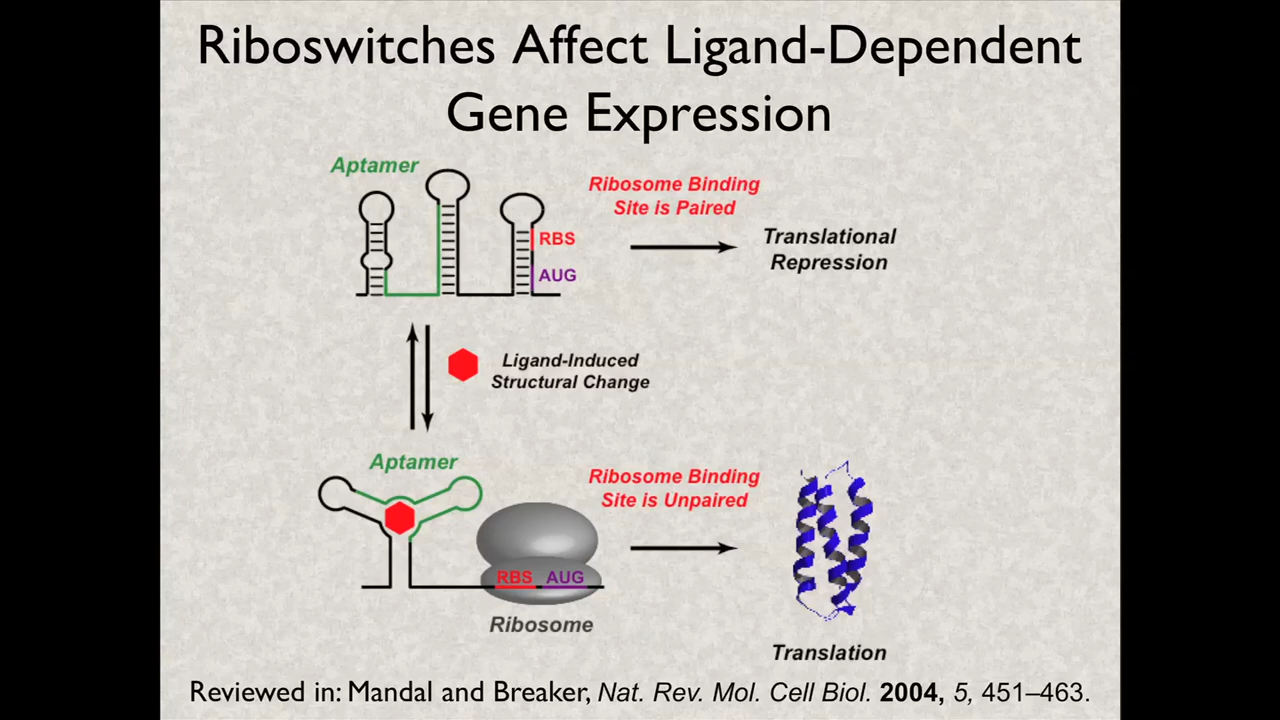 Riboswitches Affect Ligand-Dependent
Gene Expression
Aptamer
Ribosome Binding
Site is Paired
RBS
AUG
Translational
Repression
Ligand-Induced
Structural Change
Aptamer
Ribosome Binding
Site is Unpaired
RBS AUG
Ribosome
Translation
Reviewed in: Mandal and Breaker, Nat. Rev. Mol. Cell Biol. 2004, 5, 451–463.